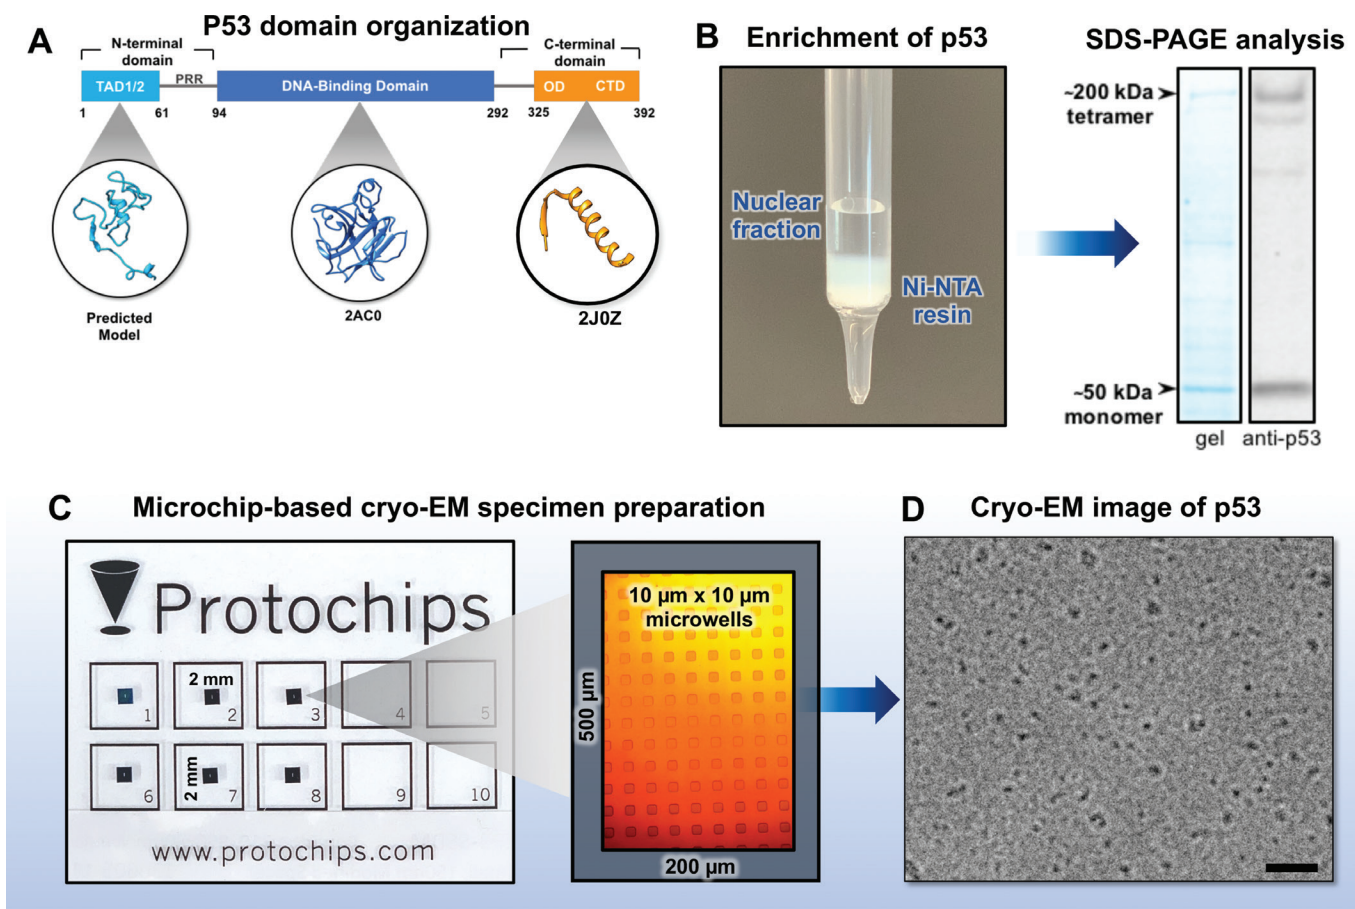 A
P53 domain organization
N-terminal
domain
C-terminal
domain
TAD1/2
PRR
DNA-Binding Domain
OD
CTD
1
61
94
292
325
392
Predicted
Model
2AC0
2J0Z
B
Enrichment of p53
Nuclear
fraction
Ni-NTA
resin
SDS-PAGE analysis
~200 kDa
tetramer
~50 kDa
monomer
gel
anti-p53
C
Microchip-based cryo-EM specimen preparation
Protochips
2 mm
1
2
3
4
5
2 mm
6
7
8
9
10
www.protochips.com
10 µm x 10 µm
microwells
500 µm
200 µm
D
Cryo-EM image of p53